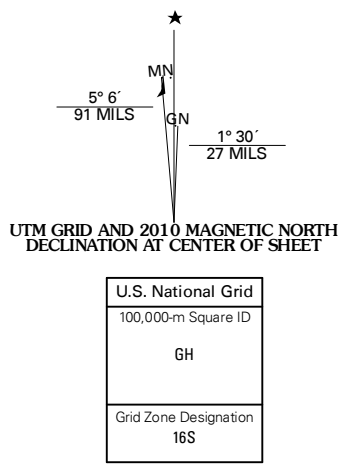 MN
5° 6´
91 MILS
GN
1° 30´
27 MILS
UTM GRID AND 2010 MAGNETIC NORTH
DECLINATION AT CENTER OF SHEET
U.S. National Grid
100,000-m Square ID
GH
Grid Zone Designation
16S